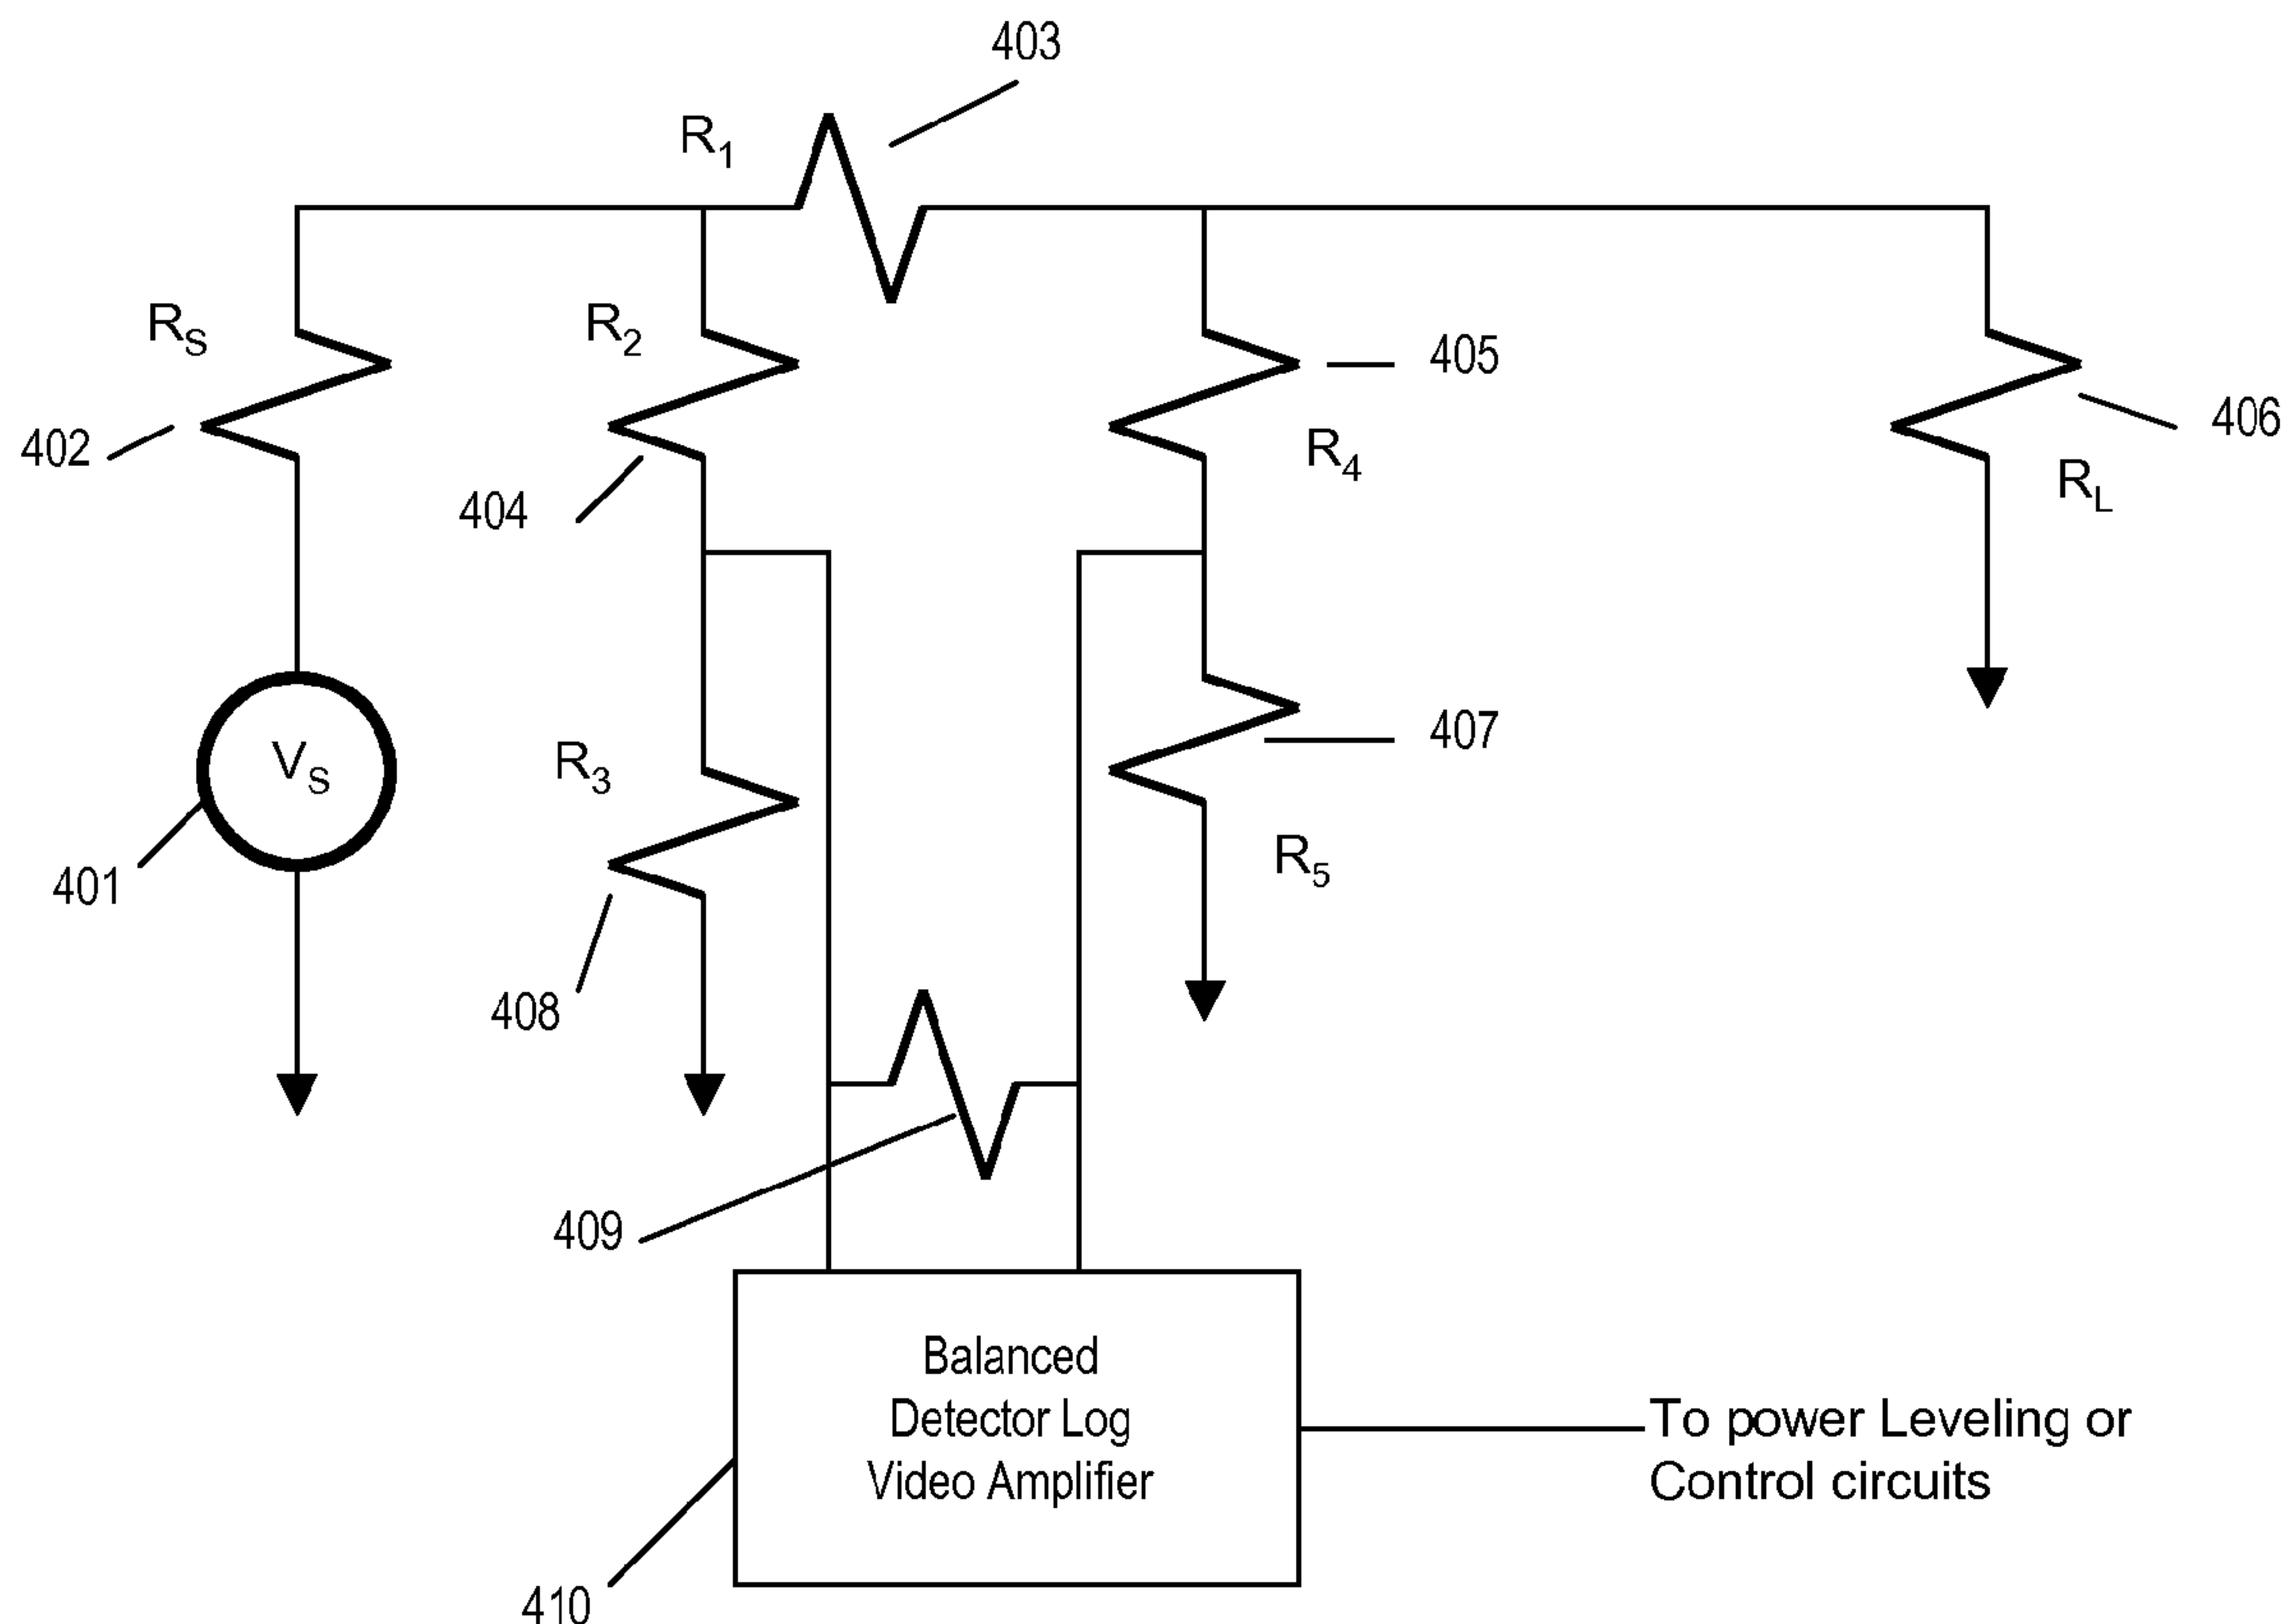 403
R1
RS
R2
405
402
404
R4
406
RL
VS
R3
407
401
R5
408
409
Balanced
Detector Log
Video Amplifier
To power Leveling or
Control circuits
410